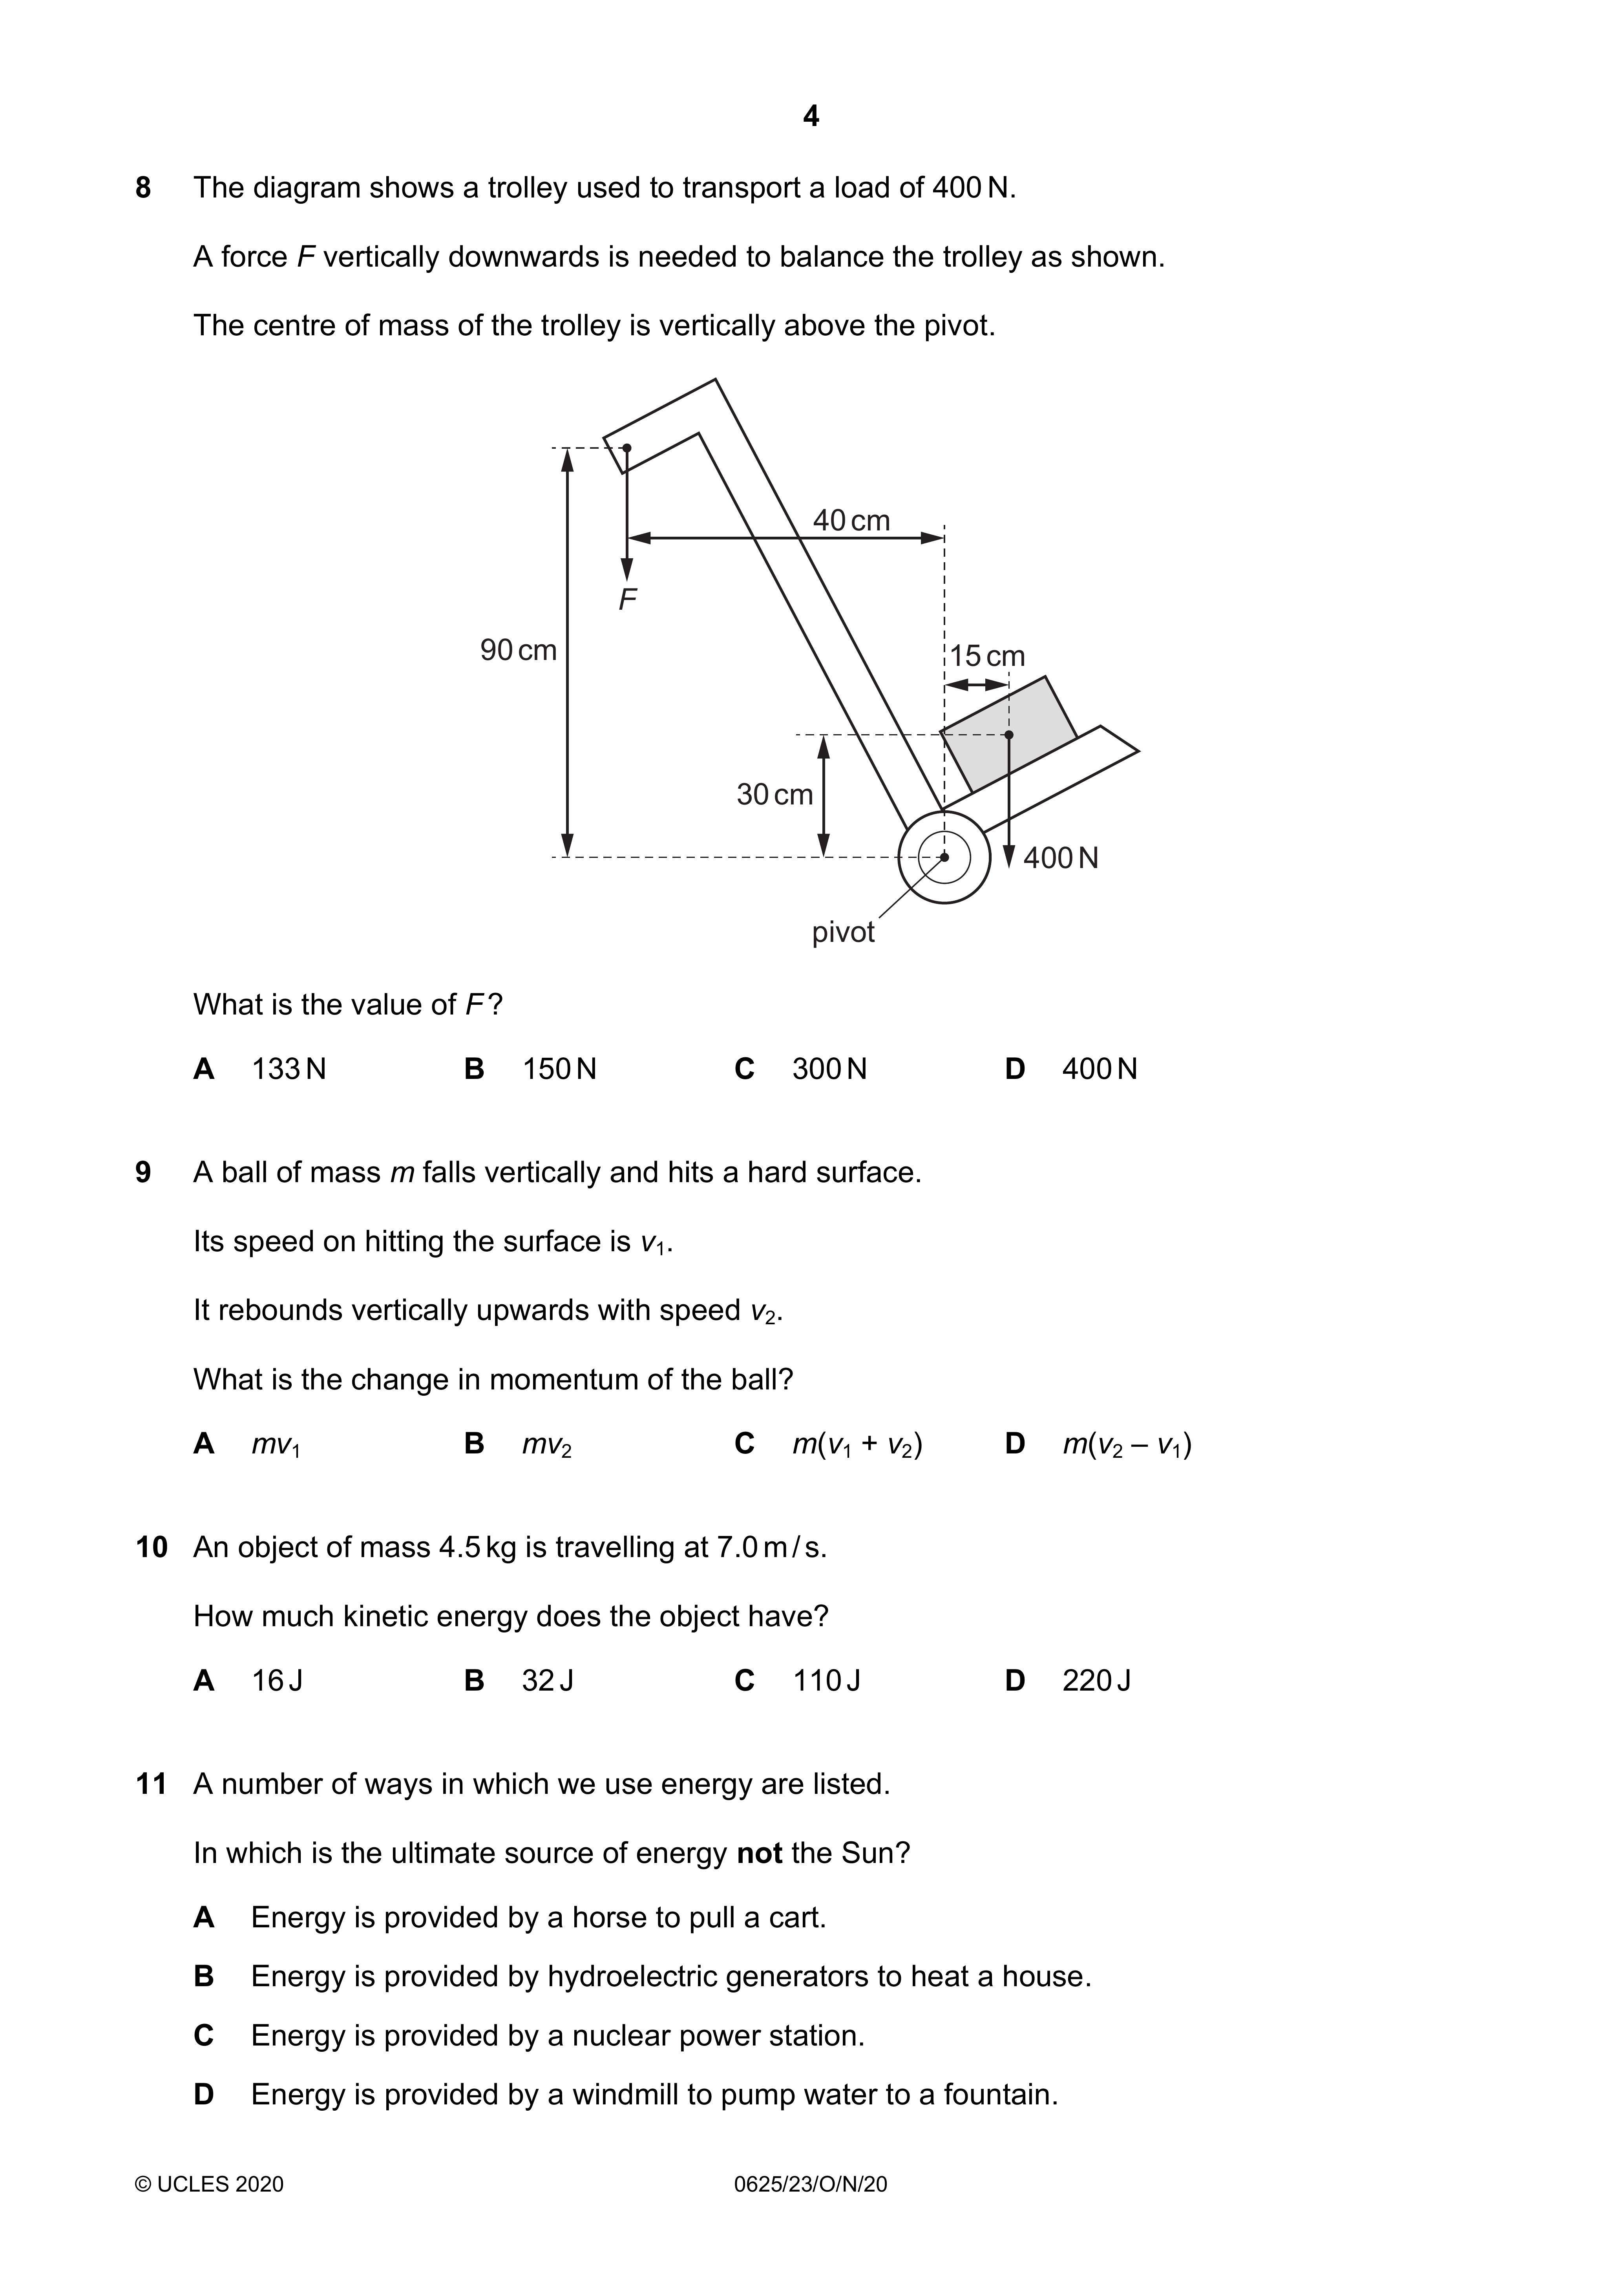 4
8 The diagram shows a trolley used to transport a load of 400 N.
A force F vertically downwards is needed to balance the trolley as shown.
The centre of mass of the trolley is vertically above the pivot.
40 cm
F
90 cm
15 cm
30 cm
400 N
pivot
What is the value of F?
A 133 N B 150 N C 300 N D 400 N
9 A ball of mass m falls vertically and hits a hard surface.
Its speed on hitting the surface is v₁.
It rebounds vertically upwards with speed v₂.
What is the change in momentum of the ball?
A mv₁ B mv₂ C m(v₁ + v₂) D m(v₂ – v₁)
10 An object of mass 4.5 kg is travelling at 7.0 m / s.
How much kinetic energy does the object have?
A 16 J B 32 J C 110 J D 220 J
11 A number of ways in which we use energy are listed.
In which is the ultimate source of energy not the Sun?
A Energy is provided by a horse to pull a cart.
B Energy is provided by hydroelectric generators to heat a house.
C Energy is provided by a nuclear power station.
D Energy is provided by a windmill to pump water to a fountain.
© UCLES 2020 0625/23/O/N/20